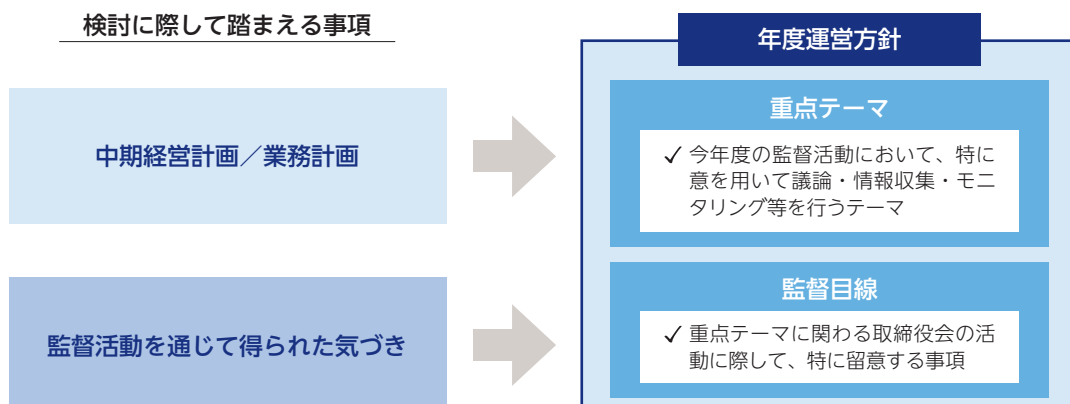 検討に際して踏まえる事項
中期経営計画／業務計画
監督活動を通じて得られた気づき
年度運営方針
重点テーマ
✓ 今年度の監督活動において、特に
意を用いて議論・情報収集・モニ
タリング等を行うテーマ
監督目線
✓ 重点テーマに関わる取締役会の活
動に際して、特に留意する事項